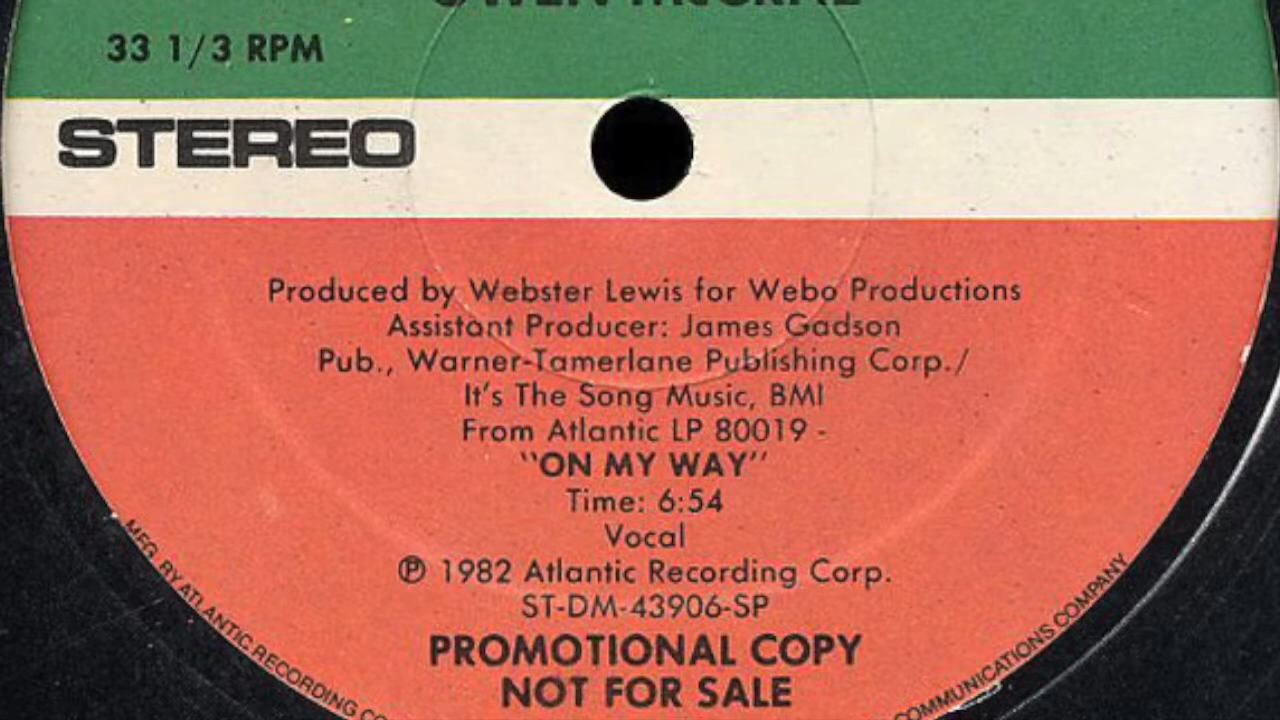 33 1/3 RPM
STEREO
Produced by Webster Lewis for Webo Productions
Assistant Producer: James Gadson
Pub., Warner-Tamerlane Publishing Corp./
It's The Song Music, BMI
From Atlantic LP 80019 -
"ON MY WAY"
Time: 6:54
Vocal
℗ 1982 Atlantic Recording Corp.
ST-DM-43906-SP
PROMOTIONAL COPY
NOT FOR SALE
MFG. BY ATLANTIC RECORDING
COMMUNICATIONS COMPANY